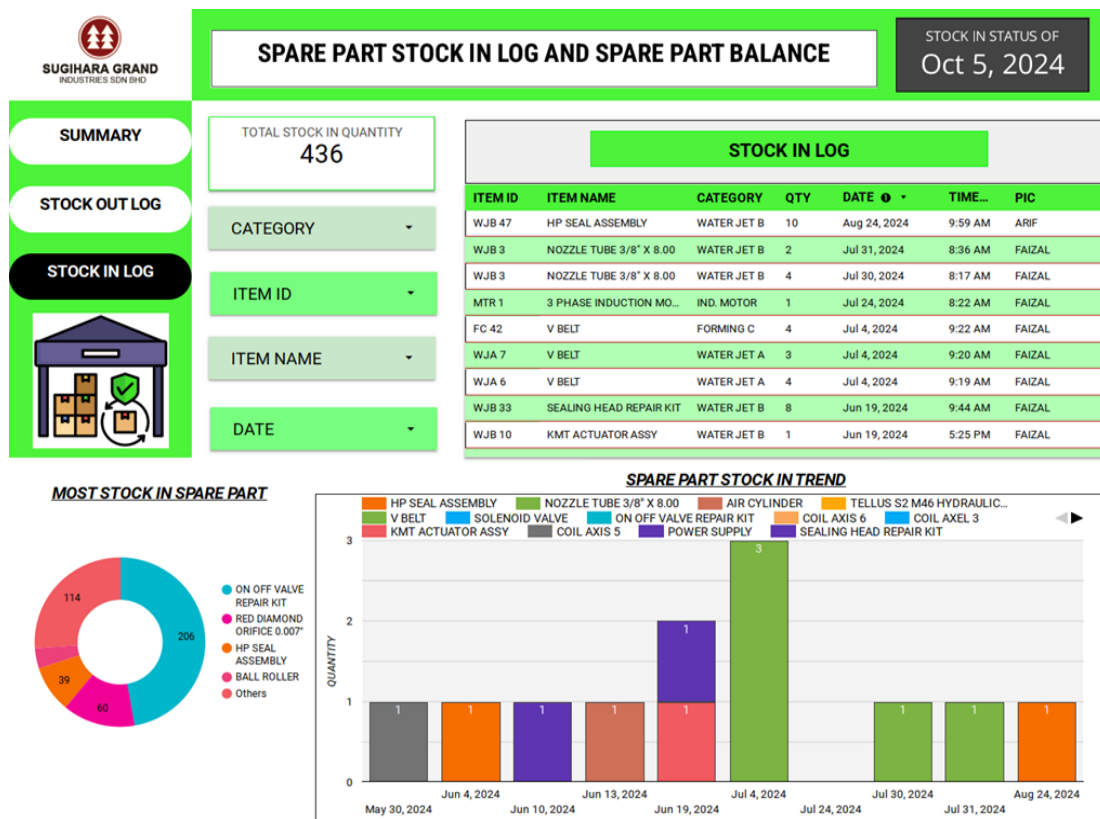 SUGIHARA GRAND
INDUSTRIES SDN BHD
SPARE PART STOCK IN LOG AND SPARE PART BALANCE
STOCK IN STATUS OF
Oct 5, 2024
SUMMARY
STOCK OUT LOG
STOCK IN LOG
TOTAL STOCK IN QUANTITY
436
CATEGORY
ITEM ID
ITEM NAME
DATE
STOCK IN LOG
ITEM ID ITEM NAME CATEGORY QTY DATE TIME... PIC
WJB 47 HP SEAL ASSEMBLY WATER JET B 10 Aug 24, 2024 9:59 AM ARIF
WJB 3 NOZZLE TUBE 3/8" X 8.00 WATER JET B 2 Jul 31, 2024 8:36 AM FAIZAL
WJB 3 NOZZLE TUBE 3/8" X 8.00 WATER JET B 4 Jul 30, 2024 8:17 AM FAIZAL
MTR 1 3 PHASE INDUCTION MO... IND. MOTOR 1 Jul 24, 2024 8:22 AM FAIZAL
FC 42 V BELT FORMING C 4 Jul 4, 2024 9:22 AM FAIZAL
WJA 7 V BELT WATER JET A 3 Jul 4, 2024 9:20 AM FAIZAL
WJA 6 V BELT WATER JET A 4 Jul 4, 2024 9:19 AM FAIZAL
WJB 33 SEALING HEAD REPAIR KIT WATER JET B 8 Jun 19, 2024 9:44 AM FAIZAL
WJB 10 KMT ACTUATOR ASSY WATER JET B 1 Jun 19, 2024 5:25 PM FAIZAL
MOST STOCK IN SPARE PART
114
206
39
60
ON OFF VALVE
REPAIR KIT
RED DIAMOND
ORIFICE 0.007"
HP SEAL
ASSEMBLY
BALL ROLLER
Others
SPARE PART STOCK IN TREND
HP SEAL ASSEMBLY NOZZLE TUBE 3/8" X 8.00 AIR CYLINDER TELLUS S2 M46 HYDRAULIC...
V BELT SOLENOID VALVE ON OFF VALVE REPAIR KIT COIL AXIS 6 COIL AXEL 3
KMT ACTUATOR ASSY COIL AXIS 5 POWER SUPPLY SEALING HEAD REPAIR KIT
QUANTITY
3
2
1
0
1 1 1 1 1 1 3 1 1 1
Jun 4, 2024 Jun 13, 2024 Jul 4, 2024 Jul 30, 2024 Aug 24, 2024
May 30, 2024 Jun 10, 2024 Jun 19, 2024 Jul 24, 2024 Jul 31, 2024